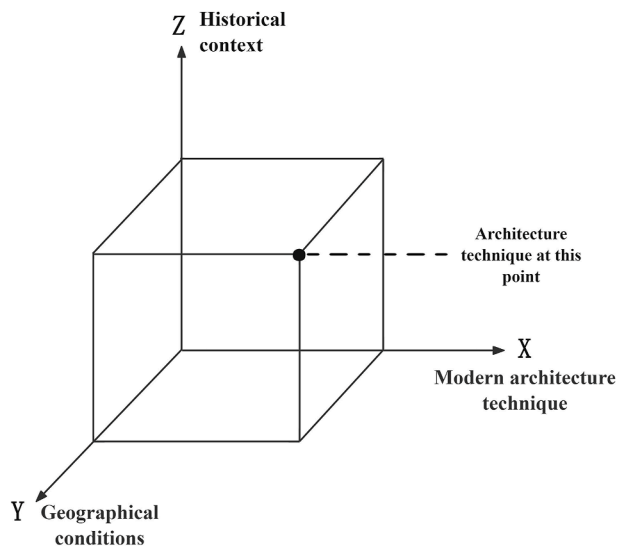 Z Historical
context
Architecture
technique at this
point
X
Modern architecture
technique
Y Geographical
conditions